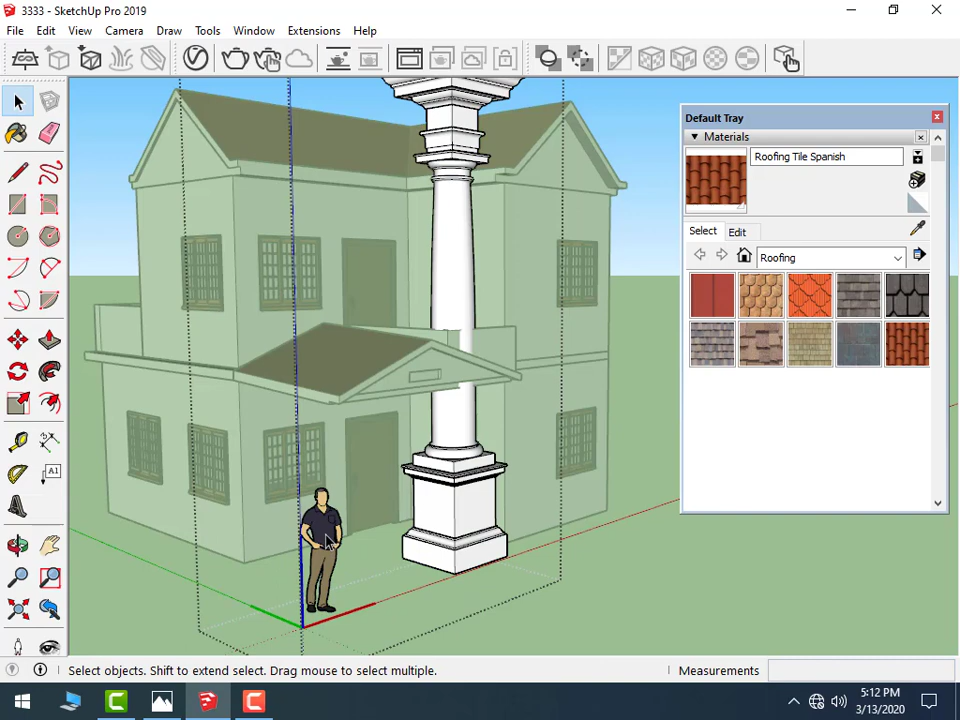 3333 - SketchUp Pro 2019
File Edit View Camera Draw Tools Window Extensions Help
Default Tray
Materials
Roofing Tile Spanish
Select Edit
Roofing
A1
Select objects. Shift to extend select. Drag mouse to select multiple.
Measurements
5:12 PM
3/13/2020